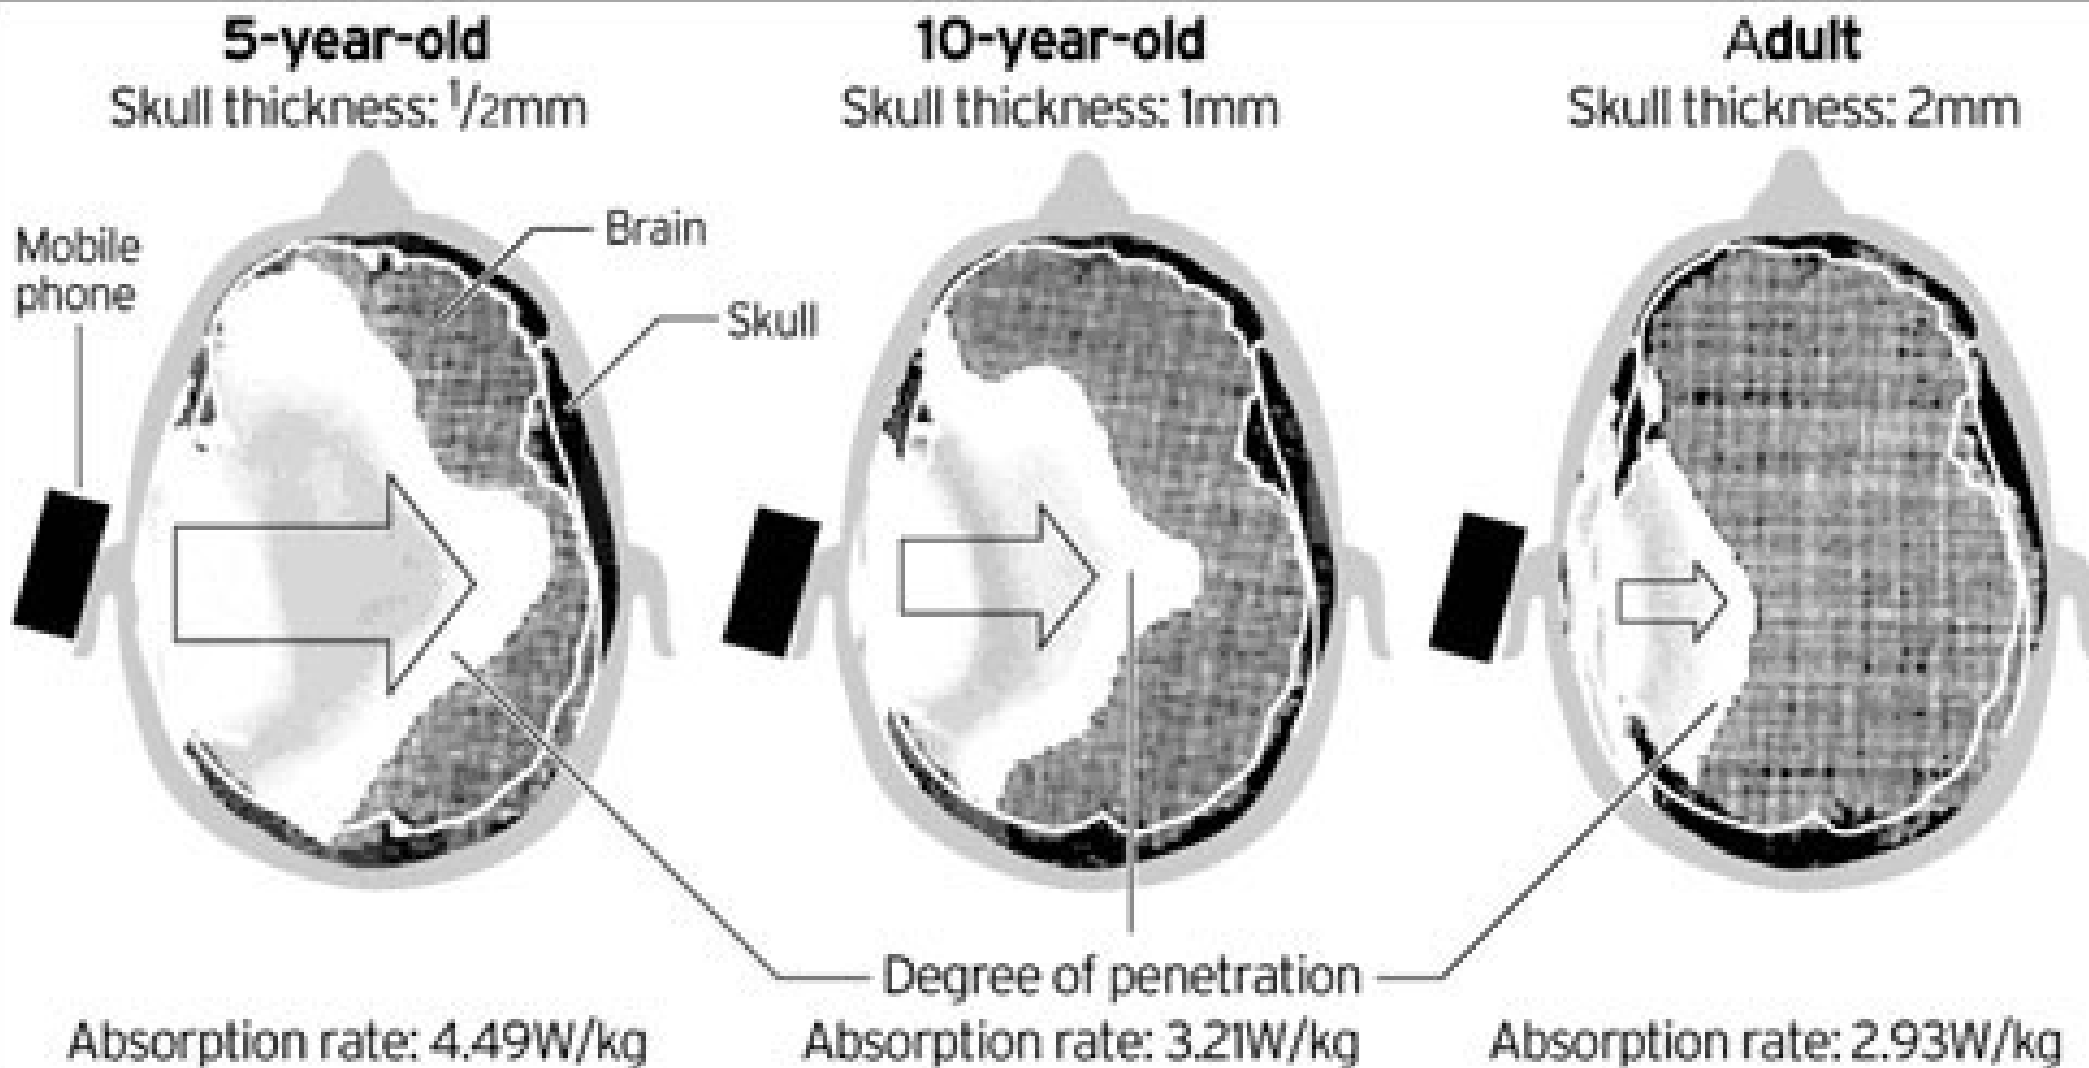 5-year-old
Skull thickness: 1/2mm
10-year-old
Skull thickness: 1mm
Adult
Skull thickness: 2mm
Mobile
phone
Brain
Skull
Degree of penetration
Absorption rate: 4.49W/kg
Absorption rate: 3.21W/kg
Absorption rate: 2.93W/kg